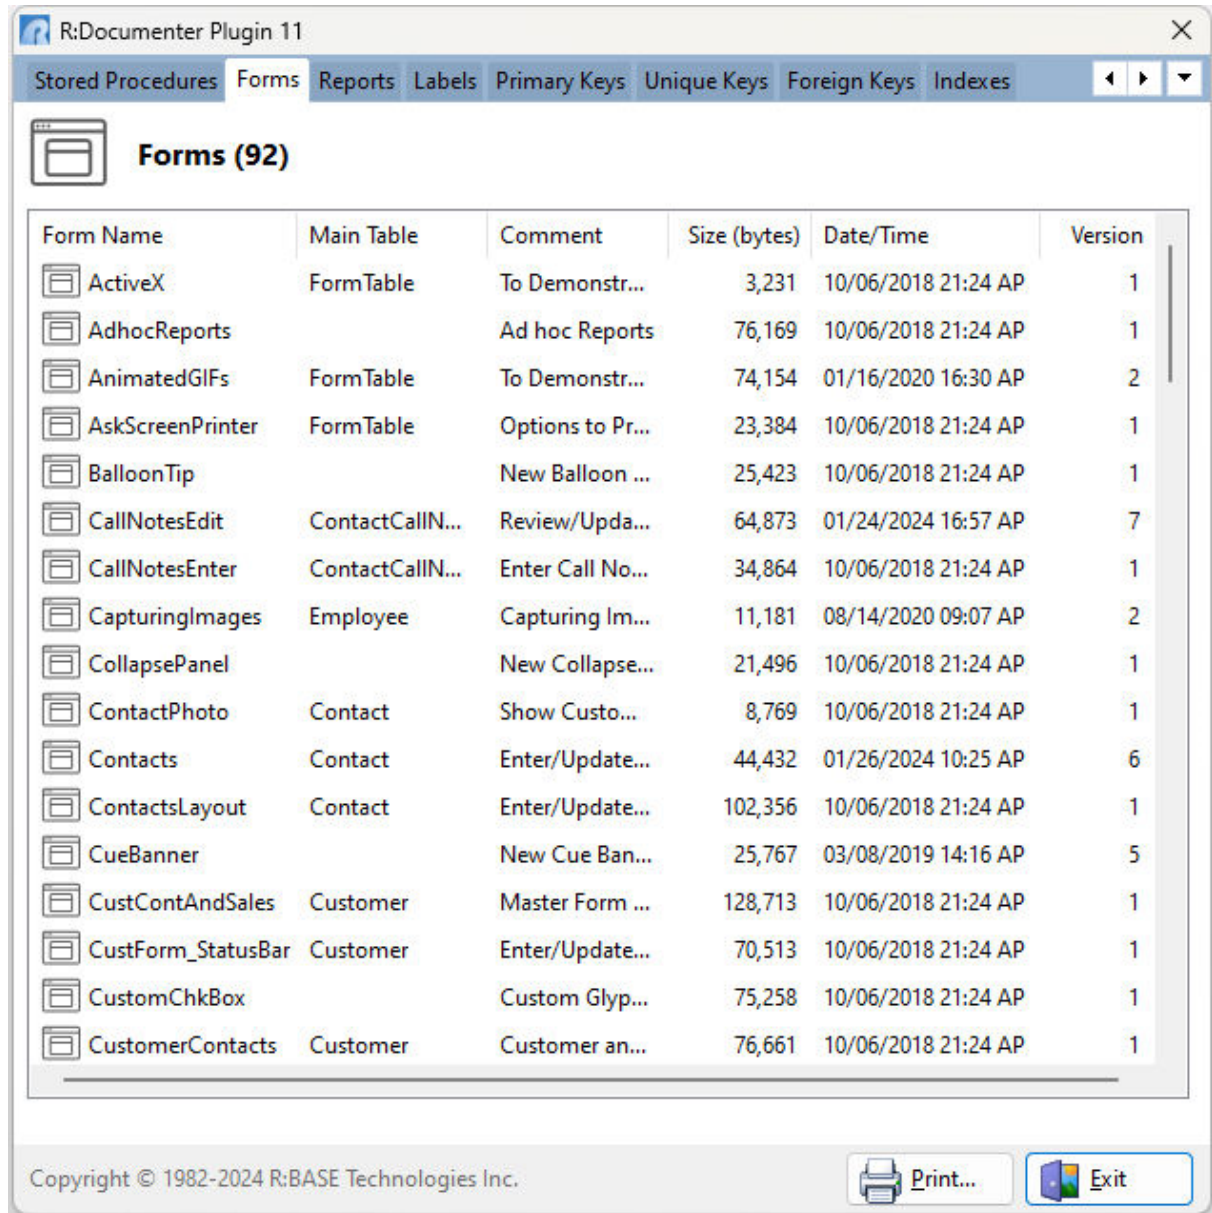 R:Documenter Plugin 11
Stored Procedures Forms Reports Labels Primary Keys Unique Keys Foreign Keys Indexes
Forms (92)
Form Name Main Table Comment Size (bytes) Date/Time Version
ActiveX FormTable To Demonstr... 3,231 10/06/2018 21:24 AP 1
AdhocReports Ad hoc Reports 76,169 10/06/2018 21:24 AP 1
AnimatedGIFs FormTable To Demonstr... 74,154 01/16/2020 16:30 AP 2
AskScreenPrinter FormTable Options to Pr... 23,384 10/06/2018 21:24 AP 1
BalloonTip New Balloon ... 25,423 10/06/2018 21:24 AP 1
CallNotesEdit ContactCallN... Review/Upda... 64,873 01/24/2024 16:57 AP 7
CallNotesEnter ContactCallN... Enter Call No... 34,864 10/06/2018 21:24 AP 1
CapturingImages Employee Capturing Im... 11,181 08/14/2020 09:07 AP 2
CollapsePanel New Collapse... 21,496 10/06/2018 21:24 AP 1
ContactPhoto Contact Show Custo... 8,769 10/06/2018 21:24 AP 1
Contacts Contact Enter/Update... 44,432 01/26/2024 10:25 AP 6
ContactsLayout Contact Enter/Update... 102,356 10/06/2018 21:24 AP 1
CueBanner New Cue Ban... 25,767 03/08/2019 14:16 AP 5
CustContAndSales Customer Master Form ... 128,713 10/06/2018 21:24 AP 1
CustForm_StatusBar Customer Enter/Update... 70,513 10/06/2018 21:24 AP 1
CustomChkBox Custom Glyp... 75,258 10/06/2018 21:24 AP 1
CustomerContacts Customer Customer an... 76,661 10/06/2018 21:24 AP 1
Copyright © 1982-2024 R:BASE Technologies Inc. Print... Exit